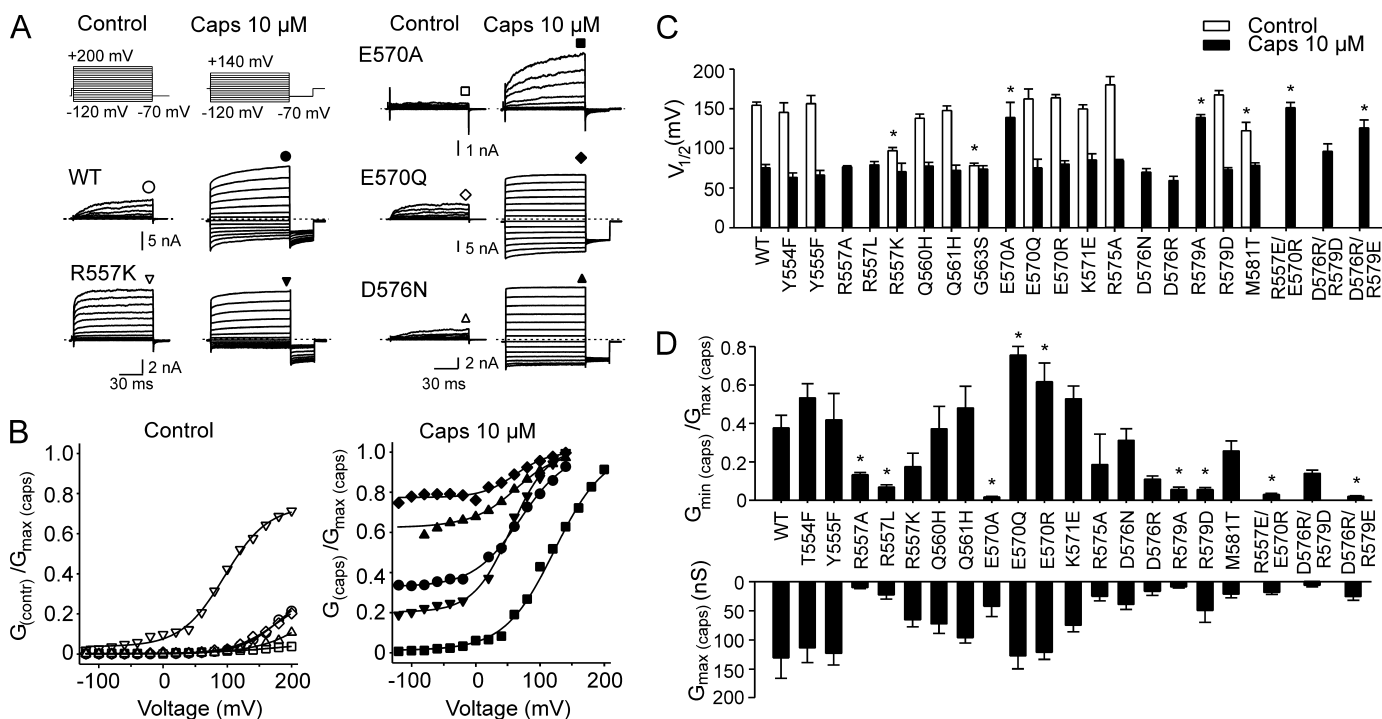 A
Control
Caps 10 µM
+200 mV
+140 mV
-120 mV
-70 mV
-120 mV
-70 mV
WT
5 nA
R557K
2 nA
30 ms
Control
Caps 10 µM
E570A
1 nA
E570Q
5 nA
D576N
2 nA
30 ms
B
Control
G(contr) /Gmax (caps)
1.0
0.8
0.6
0.4
0.2
0
-100
0
100
200
Voltage (mV)
Caps 10 µM
G(caps) /Gmax (caps)
1.0
0.8
0.6
0.4
0.2
0
-100
0
100
200
Voltage (mV)
C
Control
Caps 10 µM
V1/2(mV)
200
150
100
50
0
* * * * * * *
WT
Y554F
Y555F
R557A
R557L
R557K
Q560H
Q561H
G563S
E570A
E570Q
E570R
K571E
R575A
D576N
D576R
R579A
R579D
M581T
R557E/
E570R
D576R/
R579D
D576R/
R579E
D
Gmin (caps) /Gmax (caps)
0.8
0.6
0.4
0.2
0
* * * * * * * * *
WT
T554F
Y555F
R557A
R557L
R557K
Q560H
Q561H
E570A
E570Q
E570R
K571E
R575A
D576N
D576R
R579A
R579D
M581T
R557E/
E570R
D576R/
R579D
D576R/
R579E
Gmax (caps) (nS)
0
50
100
150
200